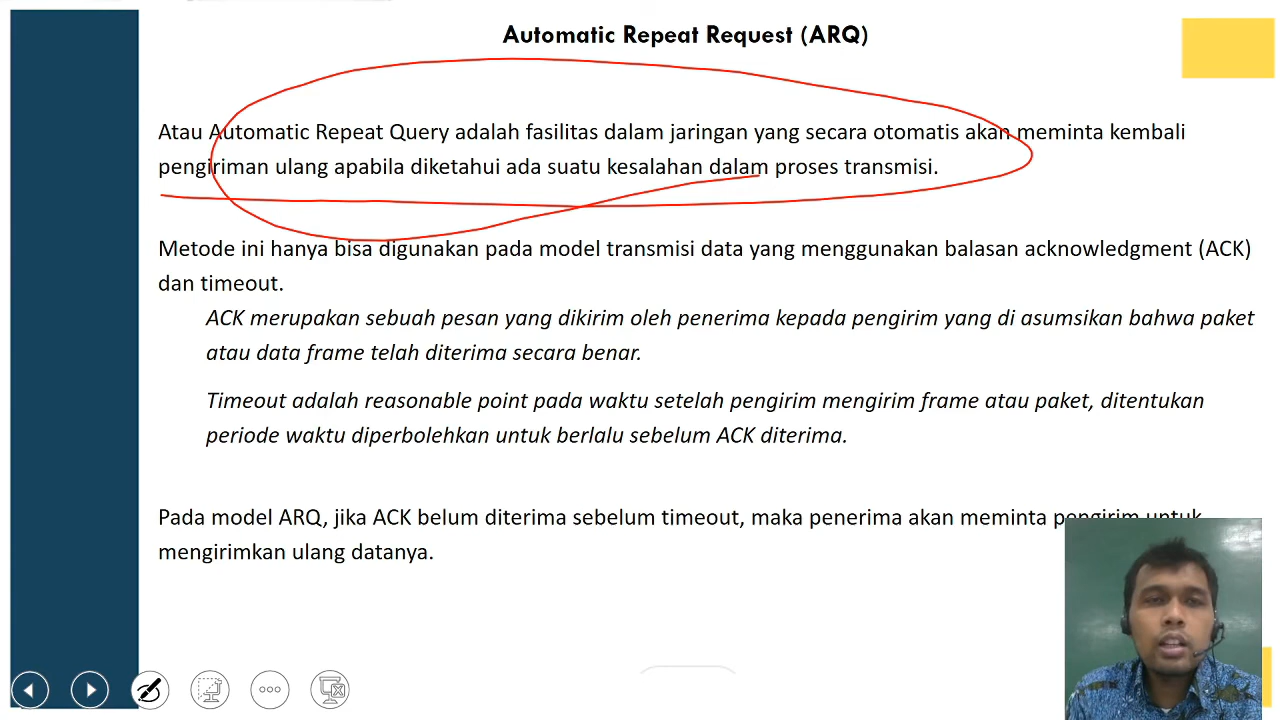 Automatic Repeat Request (ARQ)
Atau Automatic Repeat Query adalah fasilitas dalam jaringan yang secara otomatis akan meminta kembali
pengiriman ulang apabila diketahui ada suatu kesalahan dalam proses transmisi.
Metode ini hanya bisa digunakan pada model transmisi data yang menggunakan balasan acknowledgment (ACK)
dan timeout.
ACK merupakan sebuah pesan yang dikirim oleh penerima kepada pengirim yang di asumsikan bahwa paket
atau data frame telah diterima secara benar.
Timeout adalah reasonable point pada waktu setelah pengirim mengirim frame atau paket, ditentukan
periode waktu diperbolehkan untuk berlalu sebelum ACK diterima.
Pada model ARQ, jika ACK belum diterima sebelum timeout, maka penerima akan meminta pengirim untuk
mengirimkan ulang datanya.